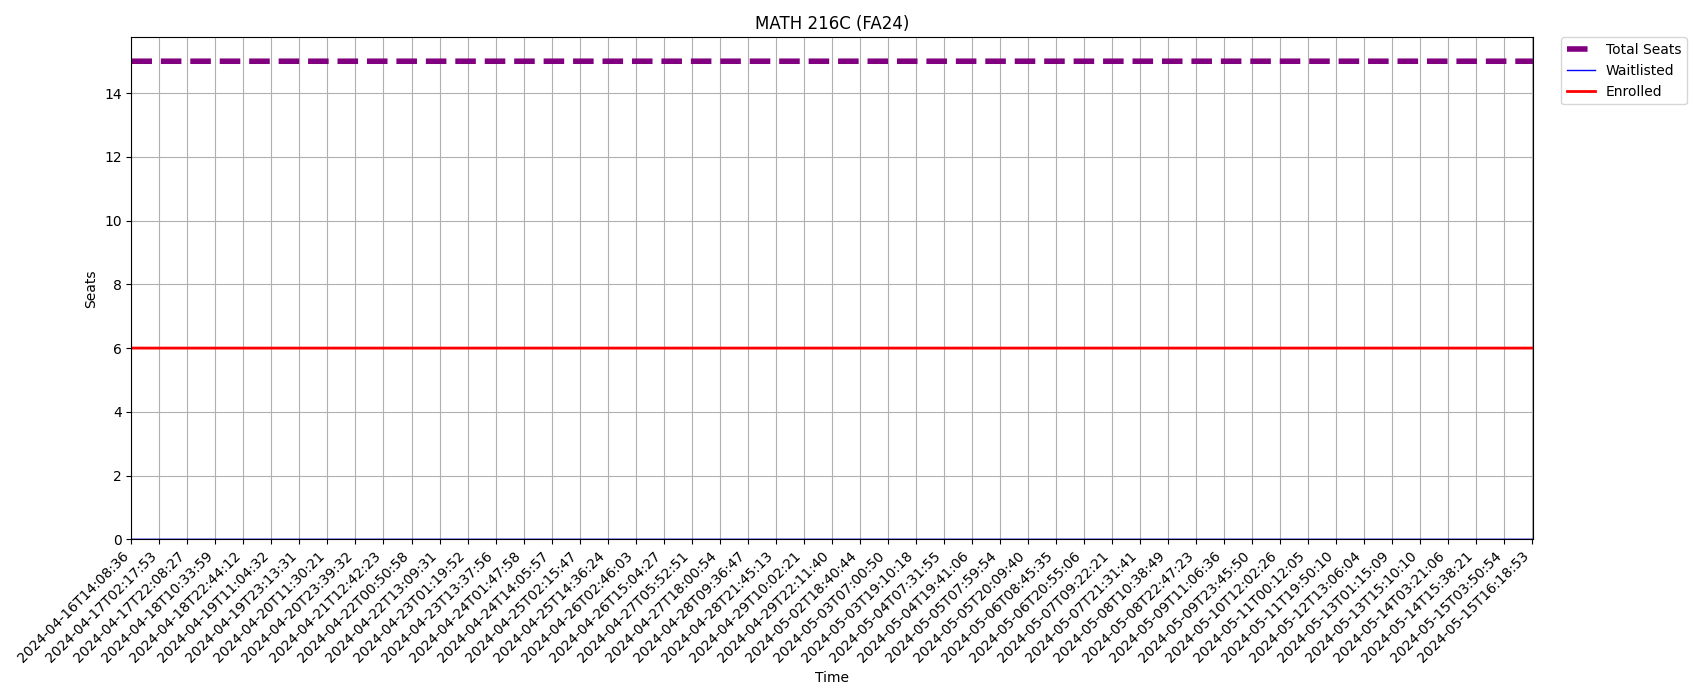 MATH 216C (FA24)
Total Seats
Waitlisted
Enrolled
Seats
14
12
10
8
6
4
2
0
2024-04-16T14:08:36
2024-04-17T02:17:53
2024-04-17T22:08:27
2024-04-18T10:33:59
2024-04-18T22:44:12
2024-04-19T11:04:32
2024-04-19T23:13:31
2024-04-20T11:30:21
2024-04-20T23:39:32
2024-04-21T12:42:23
2024-04-22T00:50:58
2024-04-22T13:09:31
2024-04-23T01:19:52
2024-04-23T13:37:56
2024-04-24T01:47:58
2024-04-24T14:05:57
2024-04-25T02:15:47
2024-04-25T14:36:24
2024-04-26T02:46:03
2024-04-26T15:04:27
2024-04-27T05:52:51
2024-04-27T18:00:54
2024-04-28T09:36:47
2024-04-28T21:45:13
2024-04-29T10:02:21
2024-04-29T22:11:40
2024-05-02T18:40:44
2024-05-03T07:00:50
2024-05-03T19:10:18
2024-05-04T07:31:55
2024-05-04T19:41:06
2024-05-05T07:59:54
2024-05-05T20:09:40
2024-05-06T08:45:35
2024-05-06T20:55:06
2024-05-07T09:22:21
2024-05-07T21:31:41
2024-05-08T10:38:49
2024-05-08T22:47:23
2024-05-09T11:06:36
2024-05-09T23:45:50
2024-05-10T12:02:26
2024-05-11T00:12:05
2024-05-11T19:50:10
2024-05-12T13:06:04
2024-05-13T01:15:09
2024-05-13T15:10:10
2024-05-14T03:21:06
2024-05-14T15:38:21
2024-05-15T03:50:54
2024-05-15T16:18:53
Time